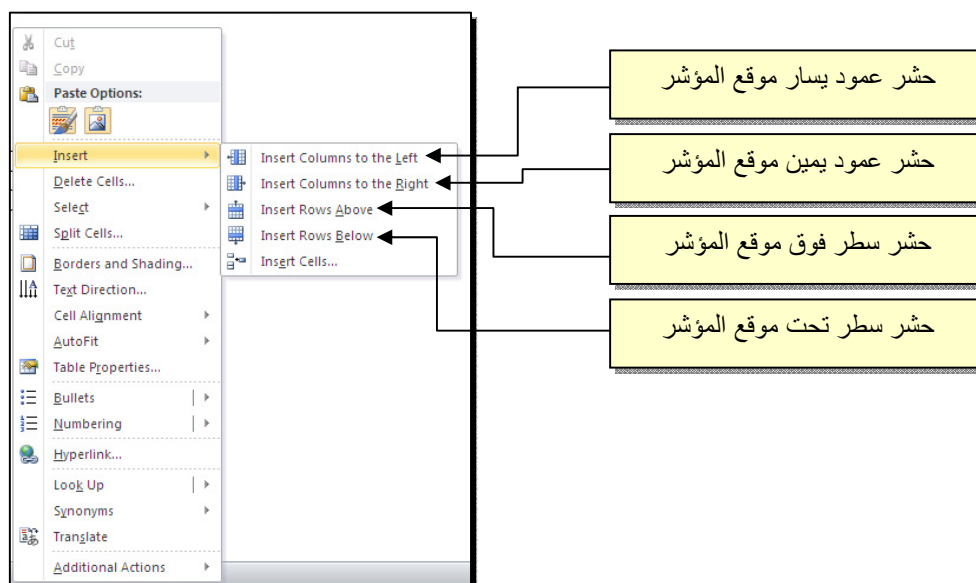 Cut
Copy
Paste Options:
Insert
Delete Cells...
Select
Split Cells...
Borders and Shading...
Text Direction...
Cell Alignment
AutoFit
Table Properties...
Bullets
Numbering
Hyperlink...
Look Up
Synonyms
Translate
Additional Actions
Insert Columns to the Left
Insert Columns to the Right
Insert Rows Above
Insert Rows Below
Insert Cells...
حشر عمود يسار موقع المؤشر
حشر عمود يمين موقع المؤشر
حشر سطر فوق موقع المؤشر
حشر سطر تحت موقع المؤشر